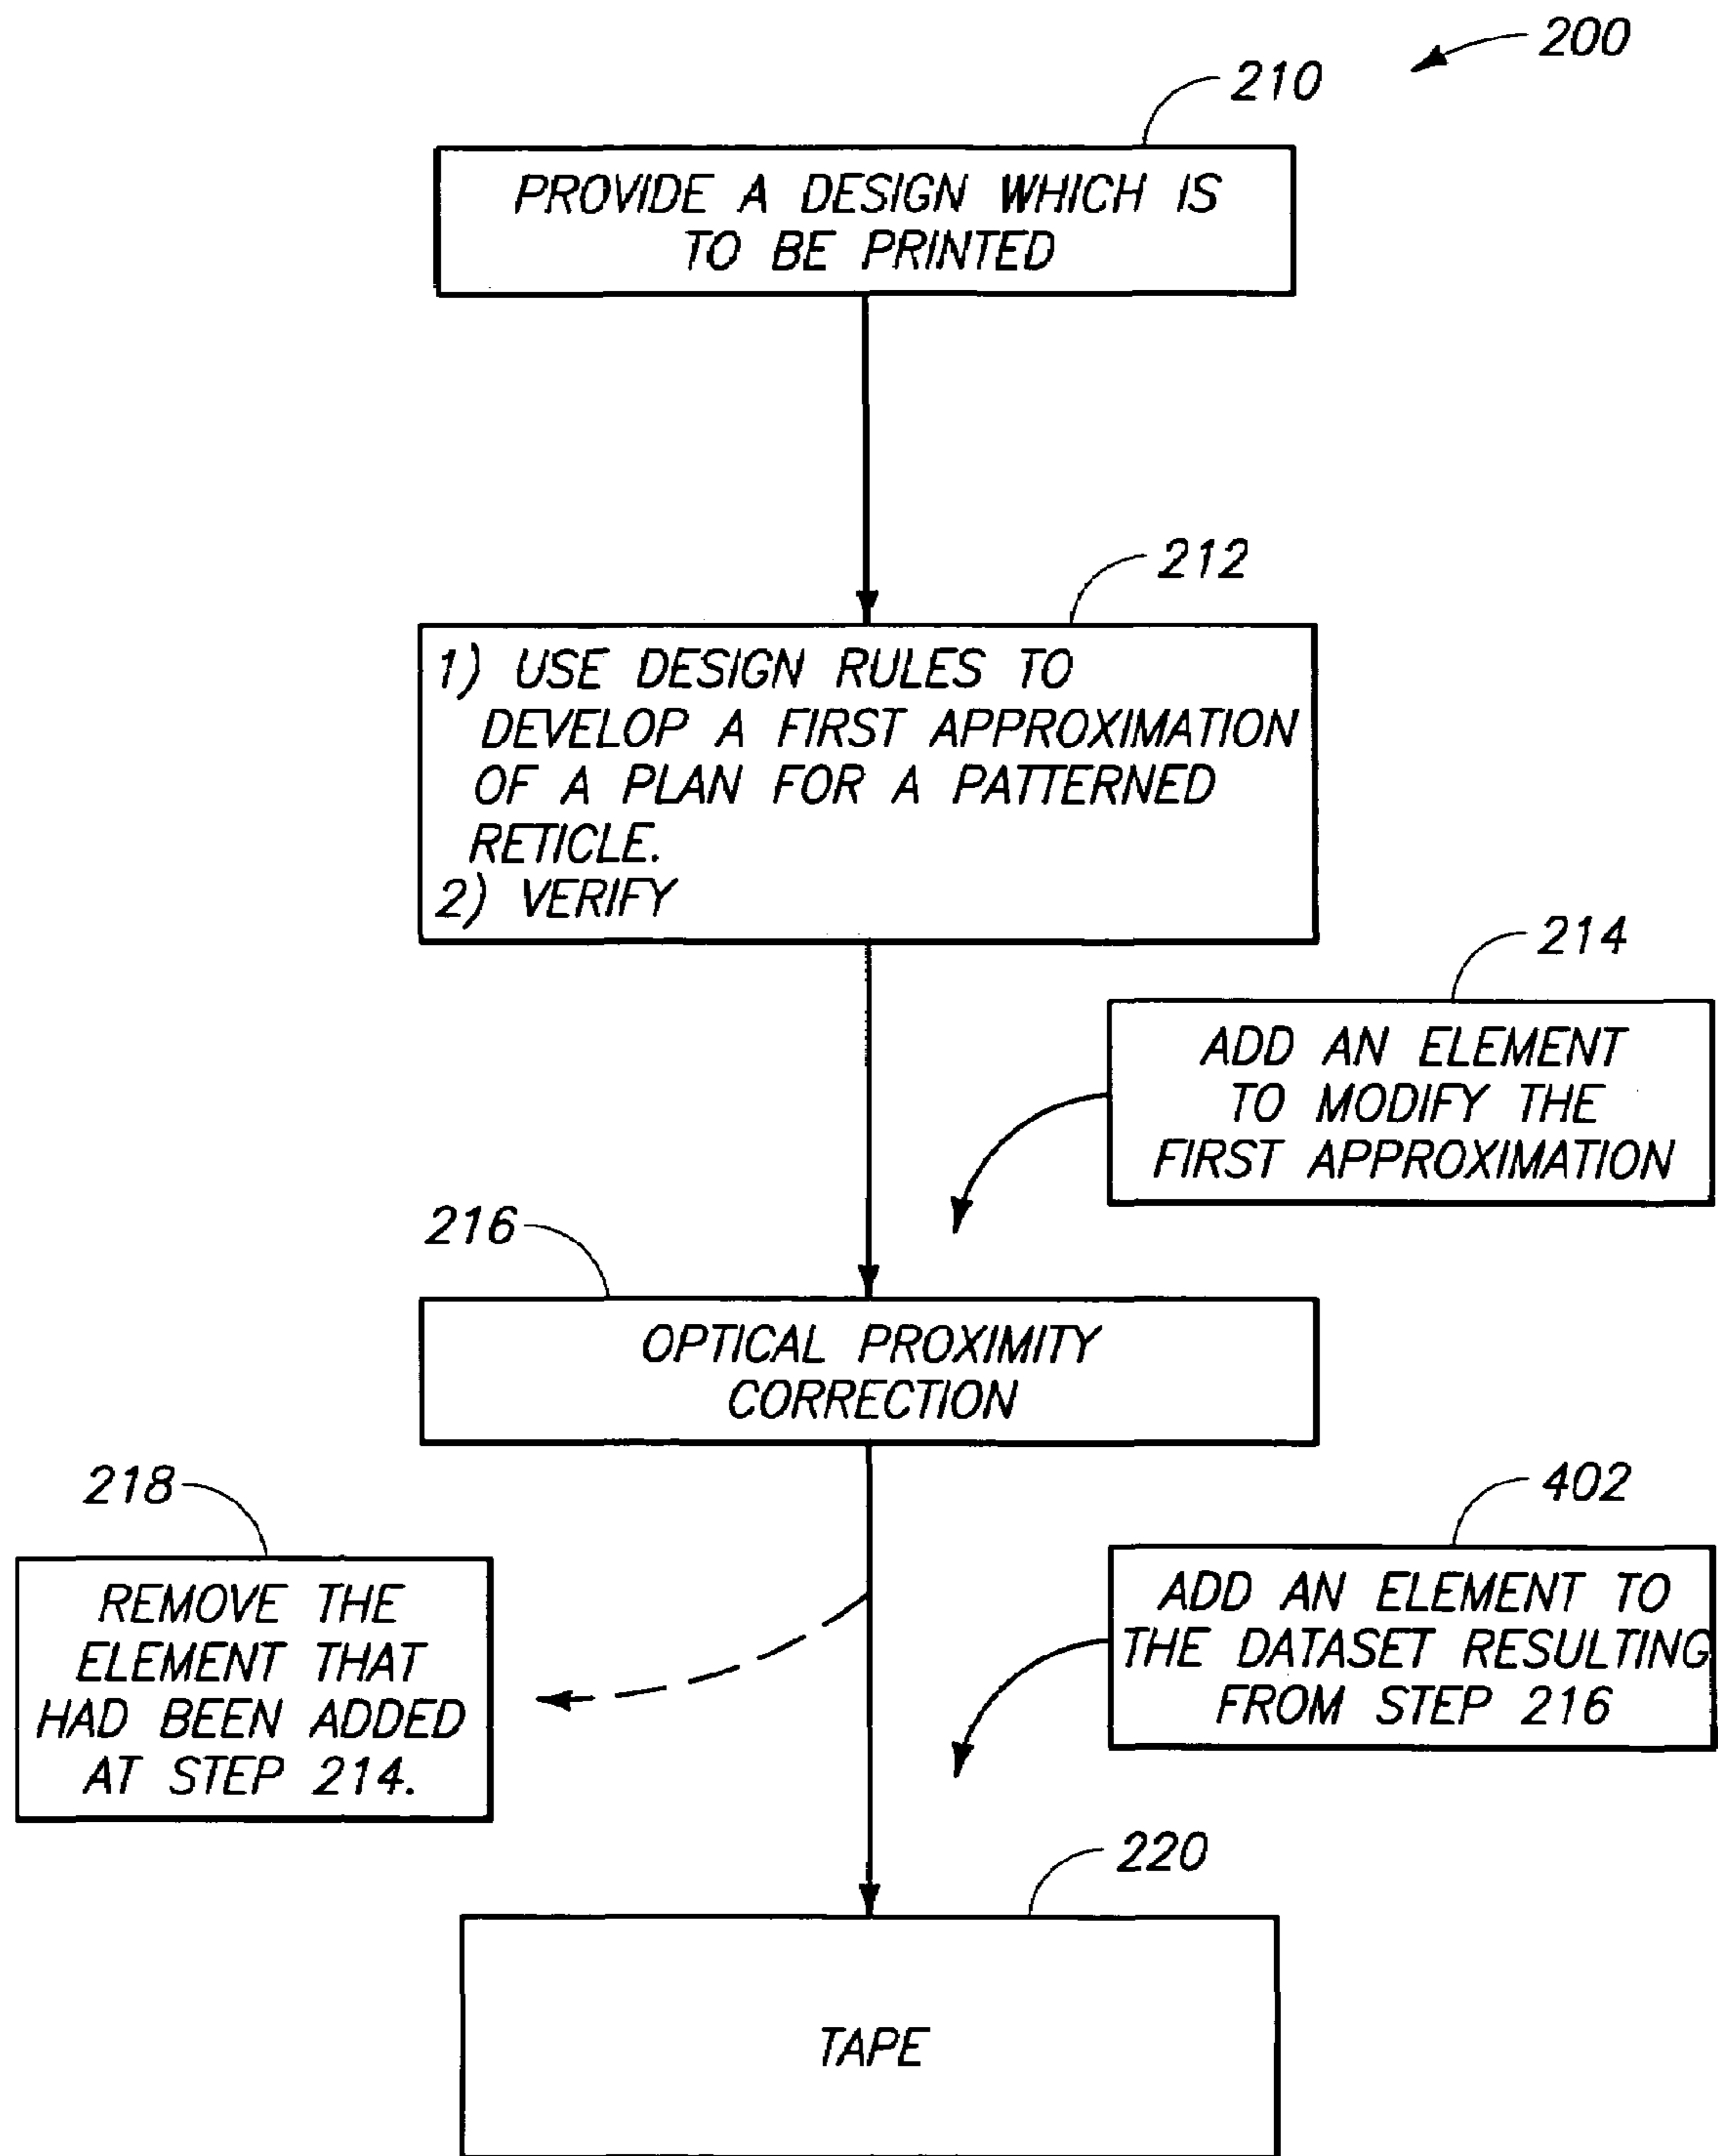 200
210
PROVIDE A DESIGN WHICH IS
TO BE PRINTED
212
1) USE DESIGN RULES TO
DEVELOP A FIRST APPROXIMATION
OF A PLAN FOR A PATTERNED
RETICLE.
2) VERIFY
214
ADD AN ELEMENT
TO MODIFY THE
FIRST APPROXIMATION
216
OPTICAL PROXIMITY
CORRECTION
218
REMOVE THE
ELEMENT THAT
HAD BEEN ADDED
AT STEP 214.
402
ADD AN ELEMENT TO
THE DATASET RESULTING
FROM STEP 216
220
TAPE